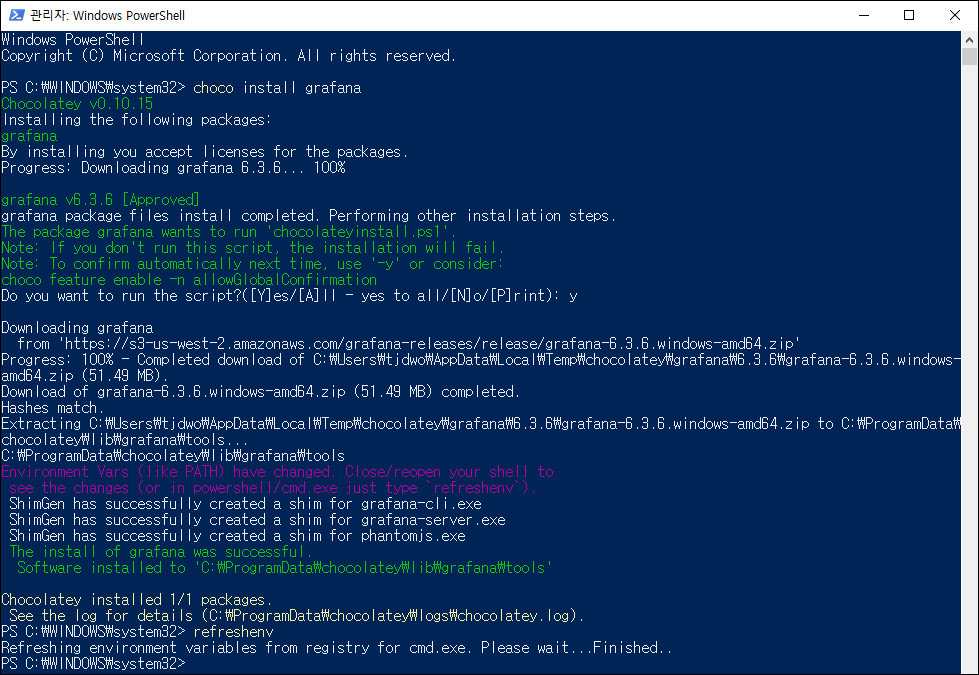 관리자: Windows PowerShell
Windows PowerShell
Copyright (C) Microsoft Corporation. All rights reserved.
PS C:₩WINDOWS₩system32> choco install grafana
Chocolatey v0.10.15
Installing the following packages:
grafana
By installing you accept licenses for the packages.
Progress: Downloading grafana 6.3.6... 100%
grafana v6.3.6 [Approved]
grafana package files install completed. Performing other installation steps.
The package grafana wants to run 'chocolateyinstall.ps1'.
Note: If you don't run this script, the installation will fail.
Note: To confirm automatically next time, use '-y' or consider:
choco feature enable -n allowGlobalConfirmation
Do you want to run the script?([Y]es/[A]ll - yes to all/[N]o/[P]rint): y
Downloading grafana
from 'https://s3-us-west-2.amazonaws.com/grafana-releases/release/grafana-6.3.6.windows-amd64.zip'
Progress: 100% - Completed download of C:₩Users₩tjdwo₩AppData₩Local₩Temp₩chocolatey₩grafana₩6.3.6₩grafana-6.3.6.windows-
amd64.zip (51.49 MB).
Download of grafana-6.3.6.windows-amd64.zip (51.49 MB) completed.
Hashes match.
Extracting C:₩Users₩tjdwo₩AppData₩Local₩Temp₩chocolatey₩grafana₩6.3.6₩grafana-6.3.6.windows-amd64.zip to C:₩ProgramData₩
chocolatey₩lib₩grafana₩tools...
C:₩ProgramData₩chocolatey₩lib₩grafana₩tools
Environment Vars (like PATH) have changed. Close/reopen your shell to
see the changes (or in powershell/cmd.exe just type `refreshenv`).
ShimGen has successfully created a shim for grafana-cli.exe
ShimGen has successfully created a shim for grafana-server.exe
ShimGen has successfully created a shim for phantomjs.exe
The install of grafana was successful.
Software installed to 'C:₩ProgramData₩chocolatey₩lib₩grafana₩tools'
Chocolatey installed 1/1 packages.
See the log for details (C:₩ProgramData₩chocolatey₩logs₩chocolatey.log).
PS C:₩WINDOWS₩system32> refreshenv
Refreshing environment variables from registry for cmd.exe. Please wait...Finished..
PS C:₩WINDOWS₩system32>